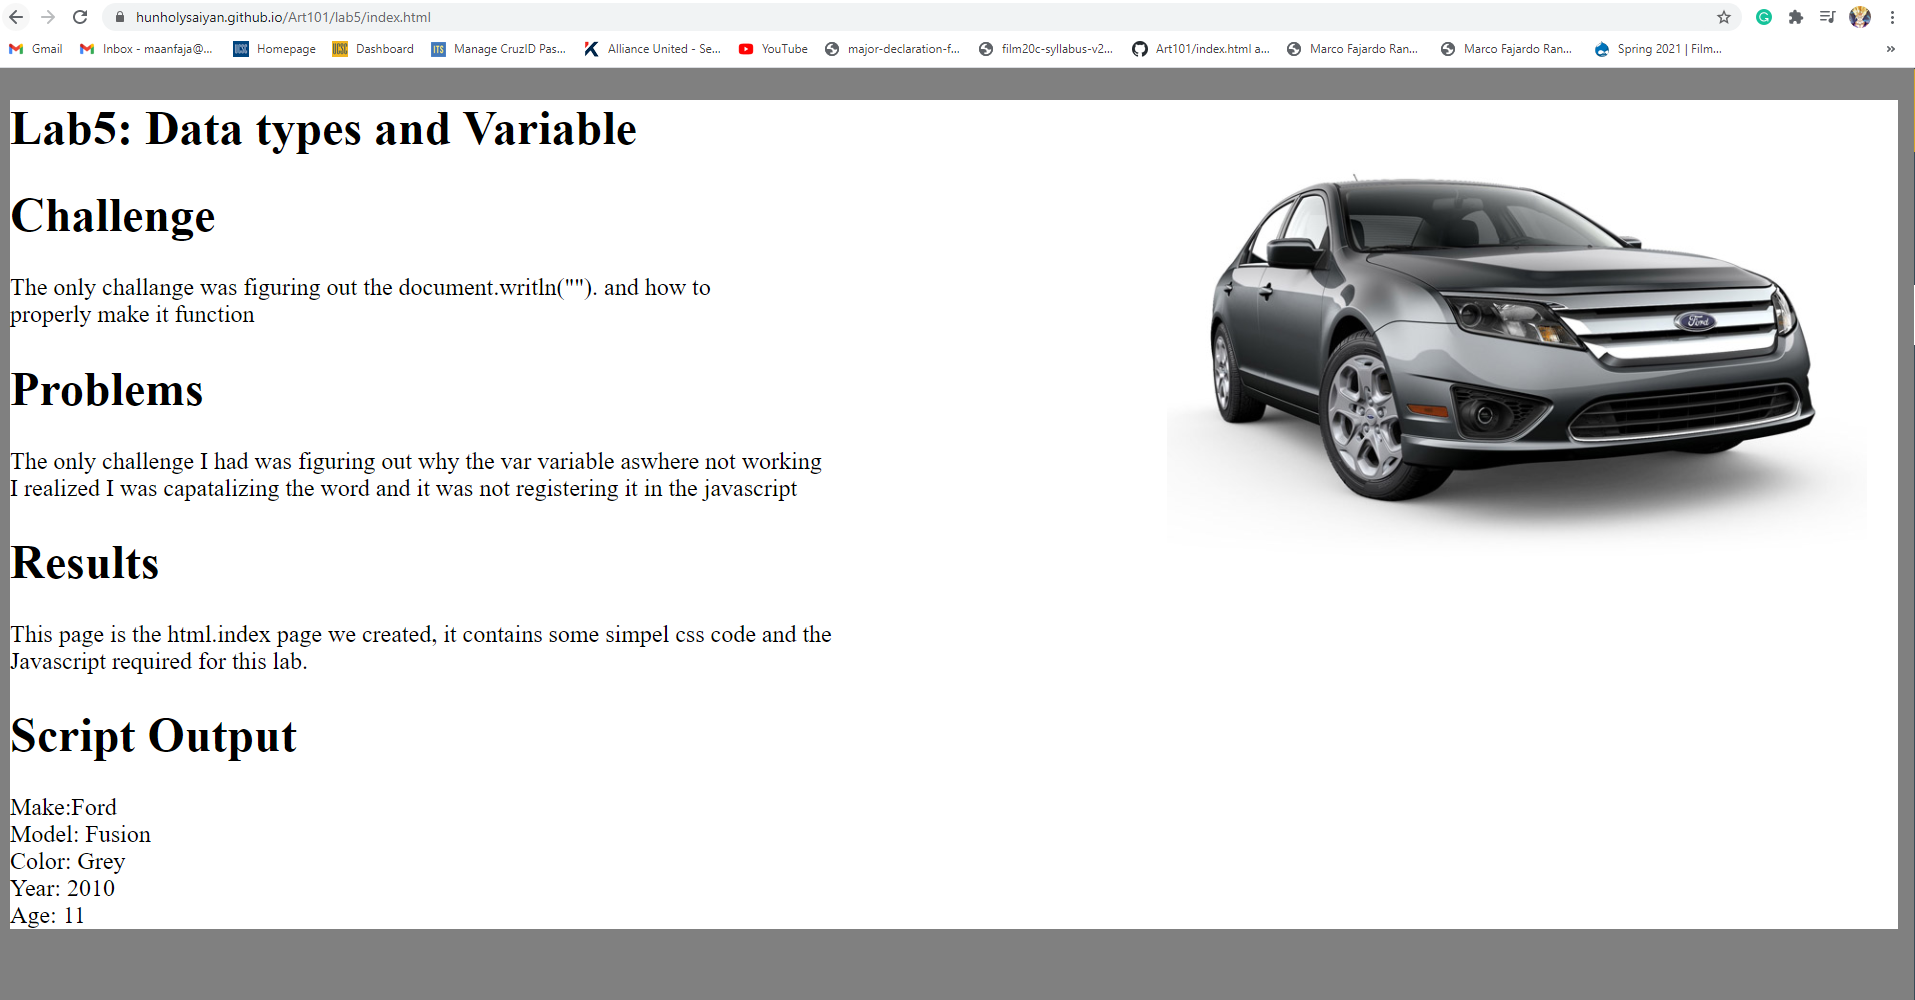 hunholysaiyan.github.io/Art101/lab5/index.html
Gmail
Inbox - maanfaja@...
UCSC
Homepage
UCSC
Dashboard
ITS
Manage CruzID Pas...
Alliance United - Se...
YouTube
major-declaration-f...
film20c-syllabus-v2...
Art101/index.html a...
Marco Fajardo Ran...
Marco Fajardo Ran...
Spring 2021 | Film...
»
Lab5: Data types and Variable
Challenge
The only challange was figuring out the document.writln(""). and how to
properly make it function
Problems
The only challenge I had was figuring out why the var variable aswhere not working
I realized I was capatalizing the word and it was not registering it in the javascript
Results
This page is the html.index page we created, it contains some simpel css code and the
Javascript required for this lab.
Script Output
Make:Ford
Model: Fusion
Color: Grey
Year: 2010
Age: 11
Ford